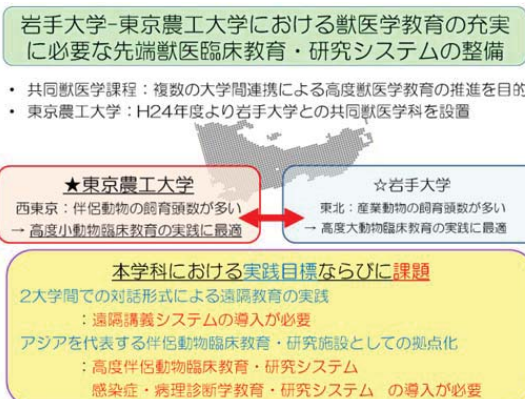 岩手大学-東京農工大学における獣医学教育の充実
に必要な先端獣医臨床教育・研究システムの整備
• 共同獣医学課程：複数の大学間連携による高度獣医学教育の推進を目的
• 東京農工大学：H24年度より岩手大学との共同獣医学科を設置
★東京農工大学
西東京：伴侶動物の飼育頭数が多い
→ 高度小動物臨床教育の実践に最適
☆岩手大学
東北：産業動物の飼育頭数が多い
→ 高度大動物臨床教育の実践に最適
本学科における実践目標ならびに課題
2大学間での対話形式による遠隔教育の実践
：遠隔講義システムの導入が必要
アジアを代表する伴侶動物臨床教育・研究施設としての拠点化
：高度伴侶動物臨床教育・研究システム
感染症・病理診断学教育・研究システム の導入が必要